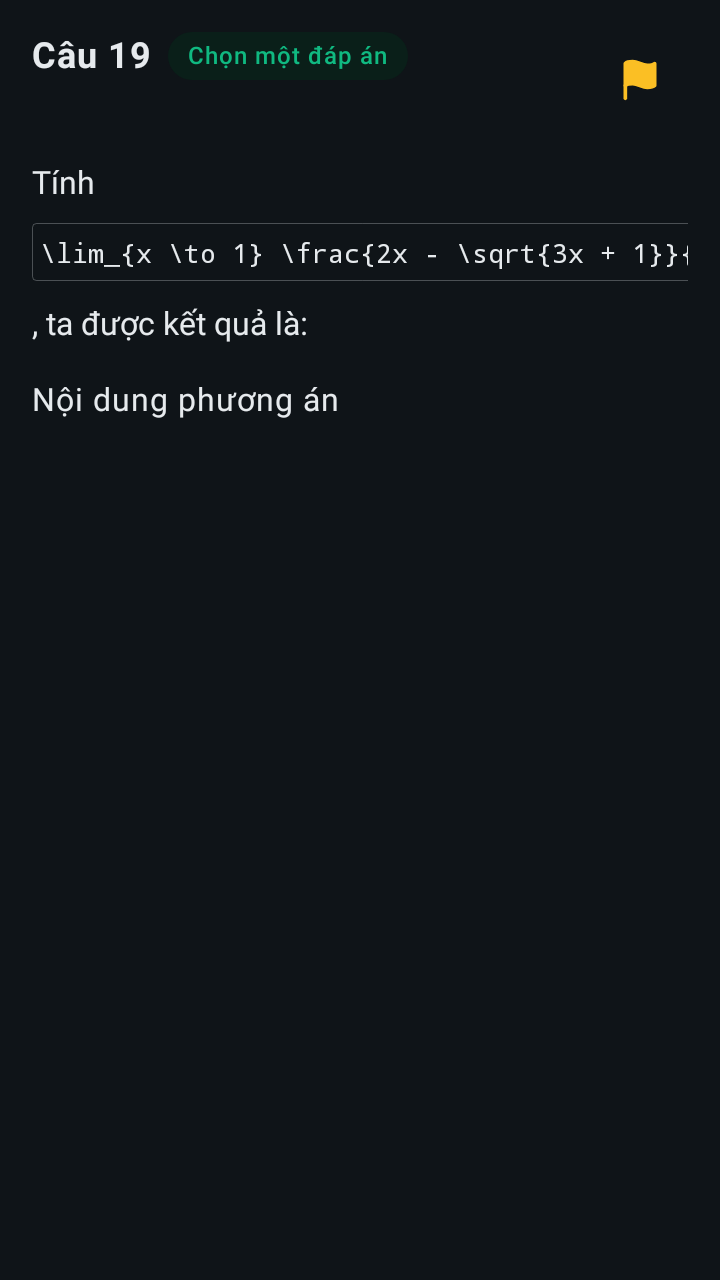 Câu 19 Chọn một đáp án
Tính
\lim_{x \to 1} \frac{2x - \sqrt{3x + 1}}{
, ta được kết quả là:
Nội dung phương án